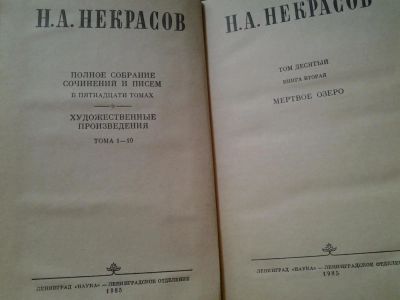 Н.А. НЕКРАСОВ
ПОЛНОЕ СОБРАНИЕ
СОЧИНЕНИЙ И ПИСЕМ
В ПЯТНАДЦАТИ ТОМАХ
ХУДОЖЕСТВЕННЫЕ
ПРОИЗВЕДЕНИЯ
ТОМА 1—10
ЛЕНИНГРАД «НАУКА» — ЛЕНИНГРАДСКОЕ ОТДЕЛЕНИЕ
1985
Н.А. НЕКРАСОВ
ТОМ ДЕСЯТЫЙ
КНИГА ВТОРАЯ
МЕРТВОЕ ОЗЕРО
ЛЕНИНГРАД «НАУКА» — ЛЕНИНГРАДСКОЕ ОТДЕЛЕНИЕ
1985